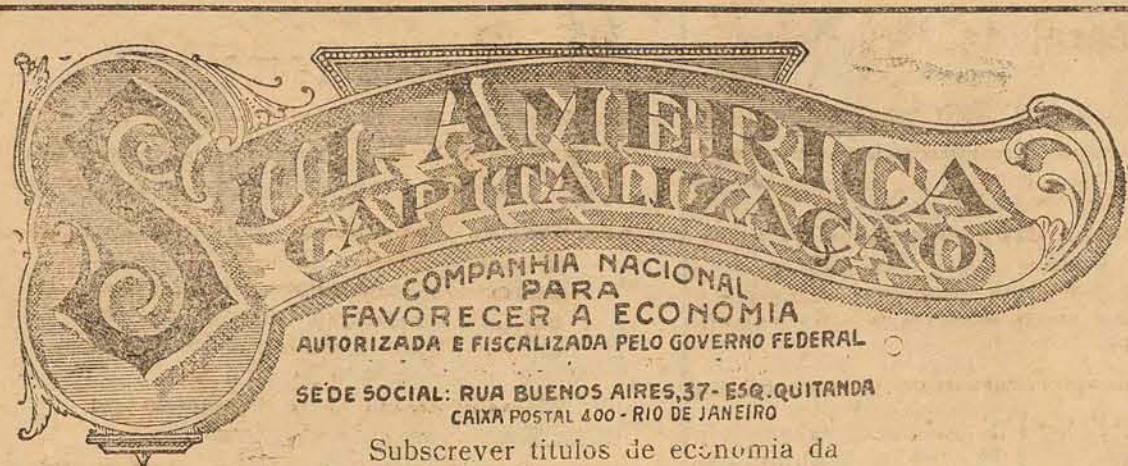 SUL AMERICA
CAPITALIZAÇÃO
COMPANHIA NACIONAL
PARA
FAVORECER A ECONOMIA
AUTORIZADA E FISCALIZADA PELO GOVERNO FEDERAL
SÉDE SOCIAL: RUA BUENOS AIRES, 37 - ESQ. QUITANDA
CAIXA POSTAL 400 - RIO DE JANEIRO
Subscrever titulos de economia da